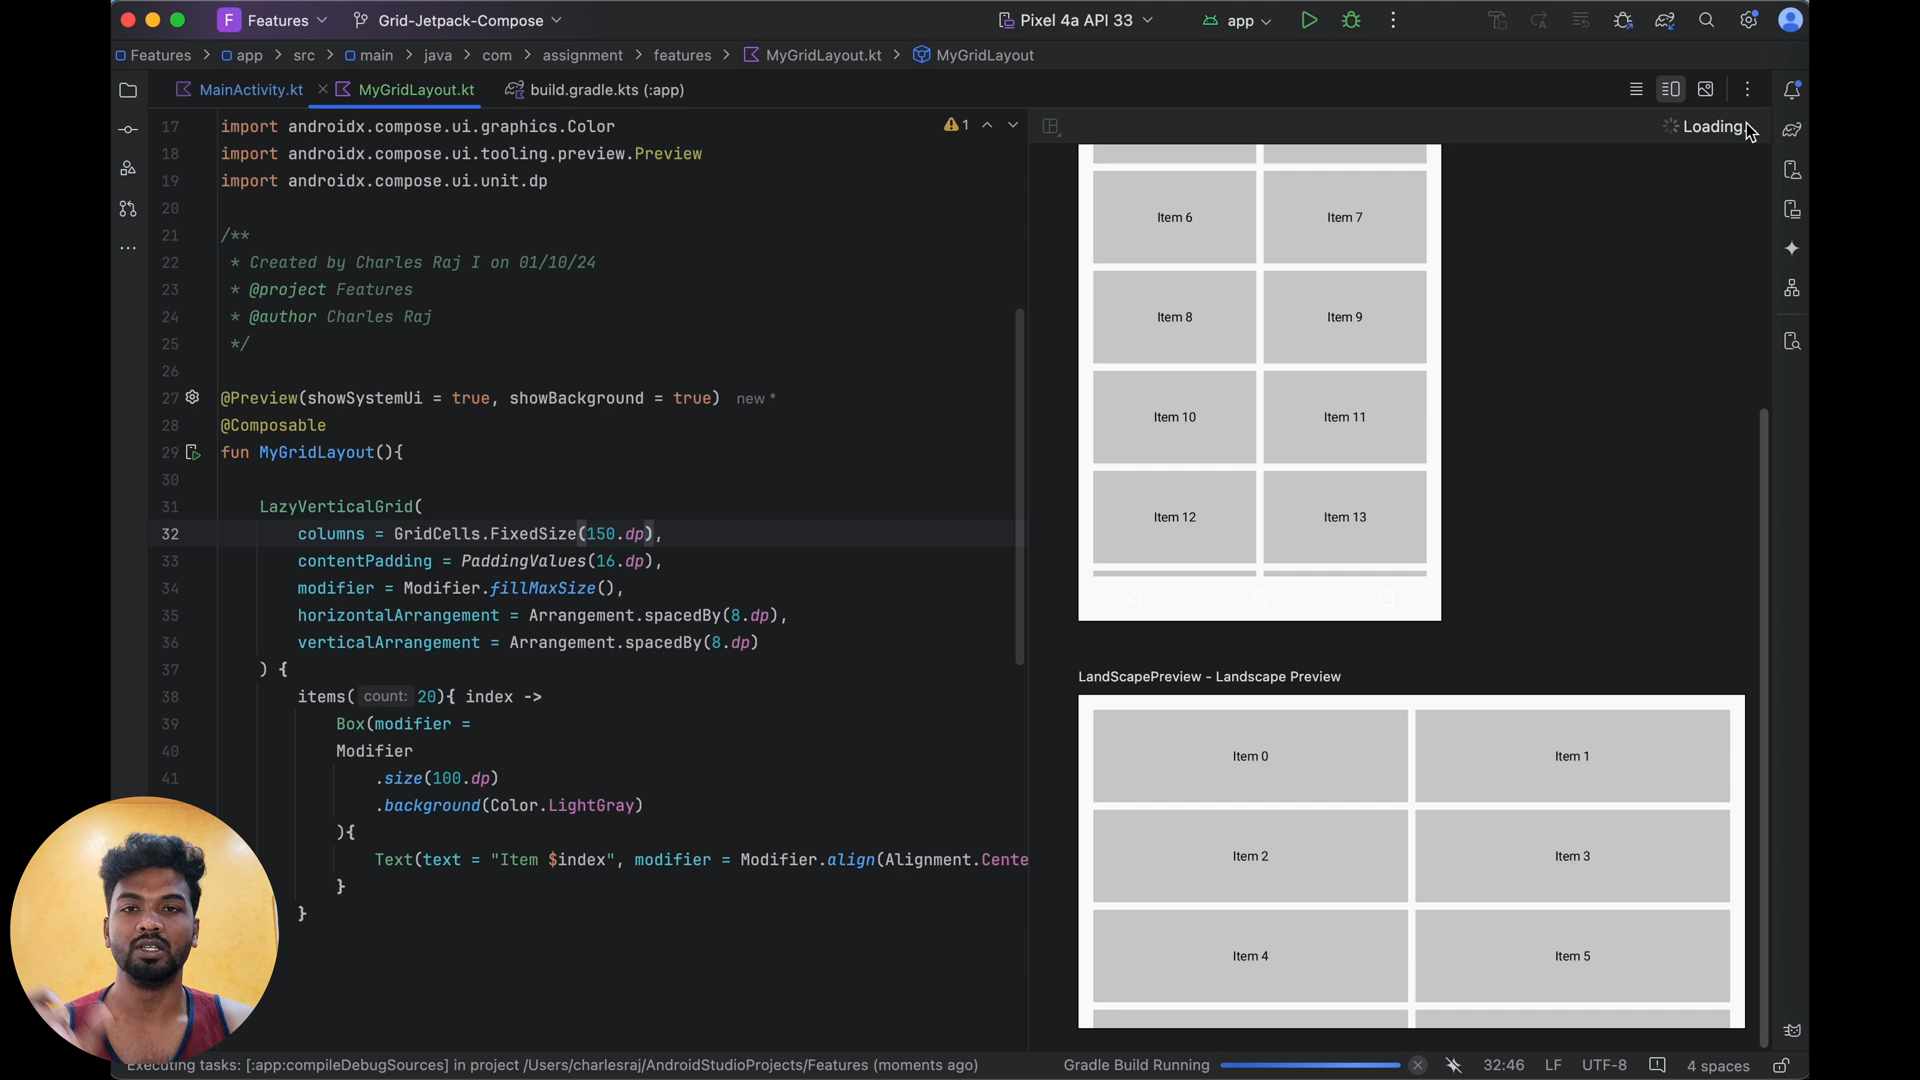 F Features Grid-Jetpack-Compose Pixel 4a API 33 app
Features app src main java com assignment features MyGridLayout.kt MyGridLayout
MainActivity.kt MyGridLayout.kt build.gradle.kts (:app)
17 import androidx.compose.ui.graphics.Color
1
Loading
18 import androidx.compose.ui.tooling.preview.Preview
19 import androidx.compose.ui.unit.dp
20
21 /**
22 * Created by Charles Raj I on 01/10/24
23 * @project Features
24 * @author Charles Raj
25 */
26
27 @Preview(showSystemUi = true, showBackground = true) new *
28 @Composable
29 fun MyGridLayout(){
30
31 LazyVerticalGrid(
32 columns = GridCells.FixedSize(150.dp),
33 contentPadding = PaddingValues(16.dp),
34 modifier = Modifier.fillMaxSize(),
35 horizontalArrangement = Arrangement.spacedBy(8.dp),
36 verticalArrangement = Arrangement.spacedBy(8.dp)
37 ) {
38 items( count: 20){ index ->
39 Box(modifier =
40 Modifier
41 .size(100.dp)
.background(Color.LightGray)
){
Text(text = "Item $index", modifier = Modifier.align(Alignment.Cente
}
}
Item 6 Item 7
Item 8 Item 9
Item 10 Item 11
Item 12 Item 13
LandScapePreview - Landscape Preview
Item 0 Item 1
Item 2 Item 3
Item 4 Item 5
Executing tasks: [:app:compileDebugSources] in project /Users/charlesraj/AndroidStudioProjects/Features (moments ago) Gradle Build Running 32:46 LF UTF-8 4 spaces